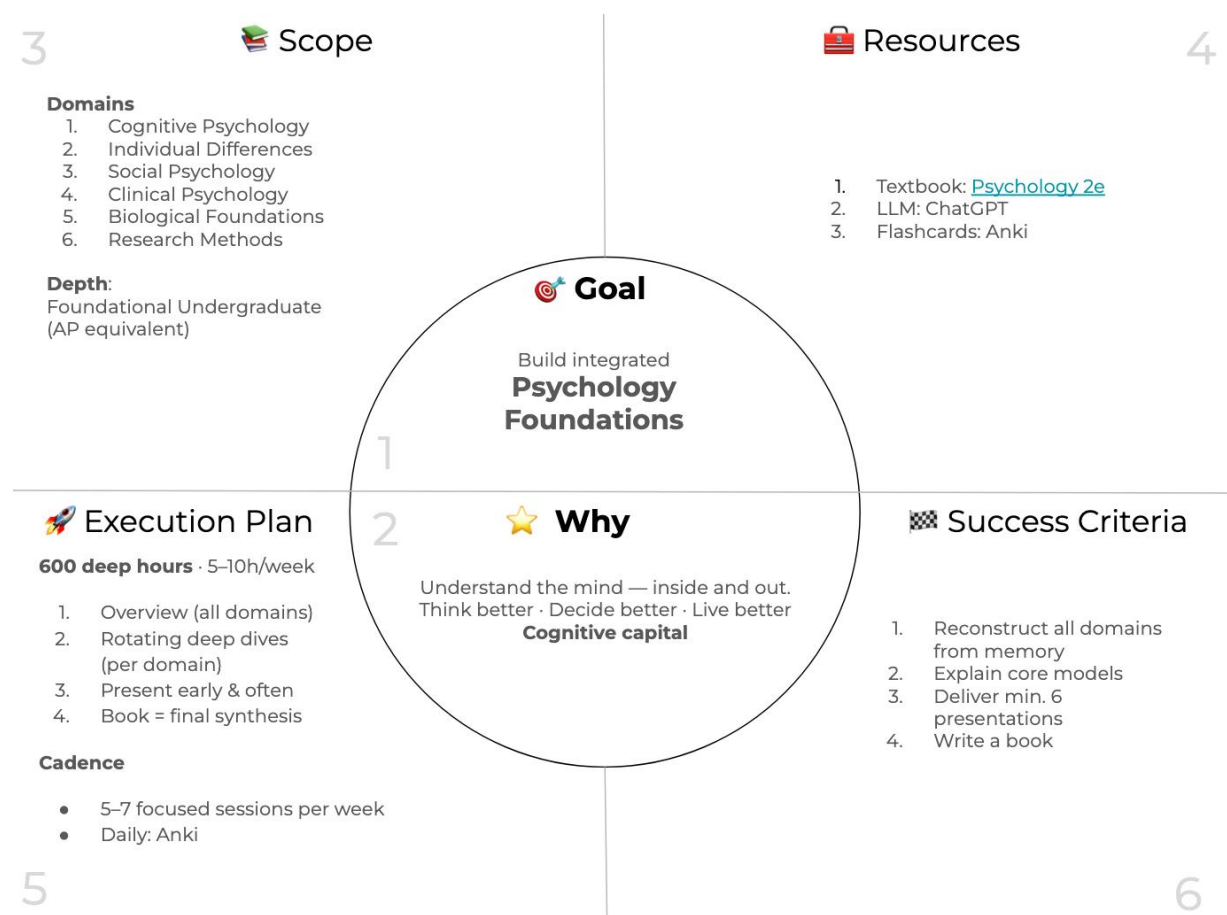 3
📚 Scope
Domains
1. Cognitive Psychology
2. Individual Differences
3. Social Psychology
4. Clinical Psychology
5. Biological Foundations
6. Research Methods
Depth:
Foundational Undergraduate
(AP equivalent)
🧰 Resources
4
1. Textbook: Psychology 2e
2. LLM: ChatGPT
3. Flashcards: Anki
🎯 Goal
Build integrated
Psychology
Foundations
1
2
⭐ Why
Understand the mind — inside and out.
Think better · Decide better · Live better
Cognitive capital
🚀 Execution Plan
600 deep hours · 5–10h/week
1. Overview (all domains)
2. Rotating deep dives
(per domain)
3. Present early & often
4. Book = final synthesis
Cadence
● 5–7 focused sessions per week
● Daily: Anki
5
🏁 Success Criteria
1. Reconstruct all domains
from memory
2. Explain core models
3. Deliver min. 6
presentations
4. Write a book
6